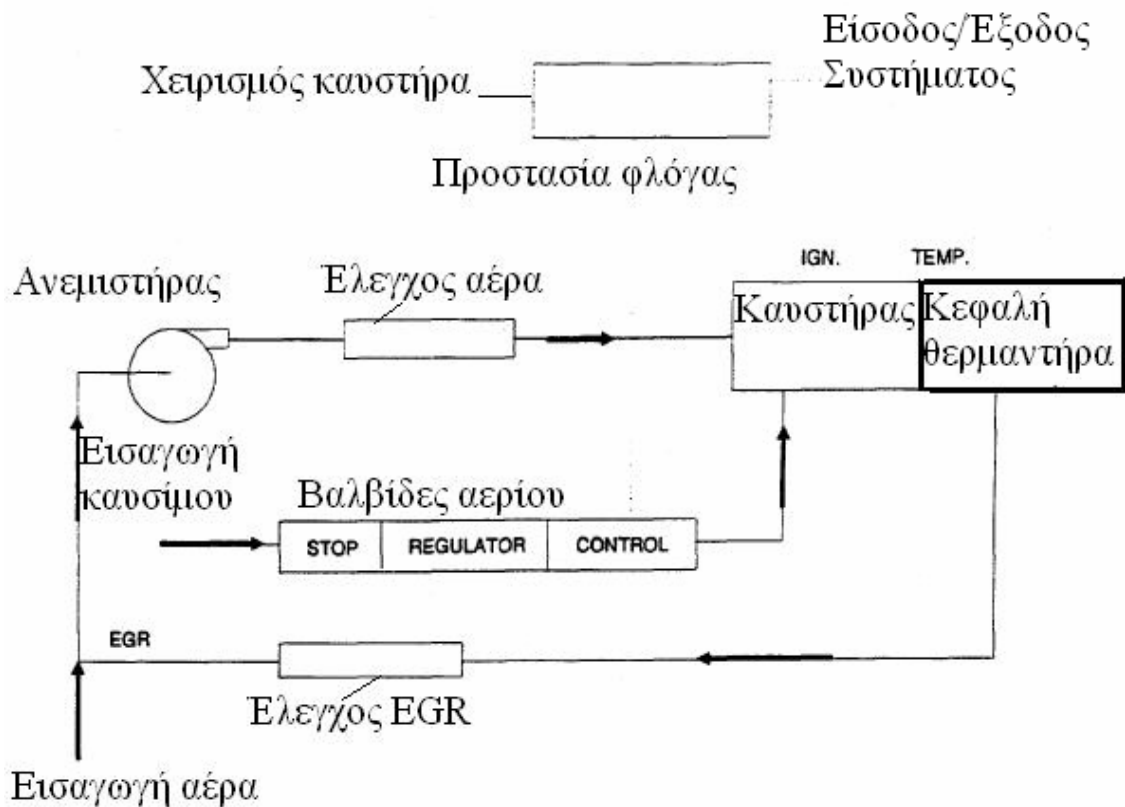 Είσοδος/Έξοδος
Συστήματος
Χειρισμός καυστήρα
Προστασία φλόγας
IGN. TEMP.
Ανεμιστήρας
Έλεγχος αέρα
Καυστήρας
Κεφαλή
θερμαντήρα
Εισαγωγή
καυσίμου
Βαλβίδες αερίου
STOP REGULATOR CONTROL
EGR
Έλεγχος EGR
Εισαγωγή αέρα